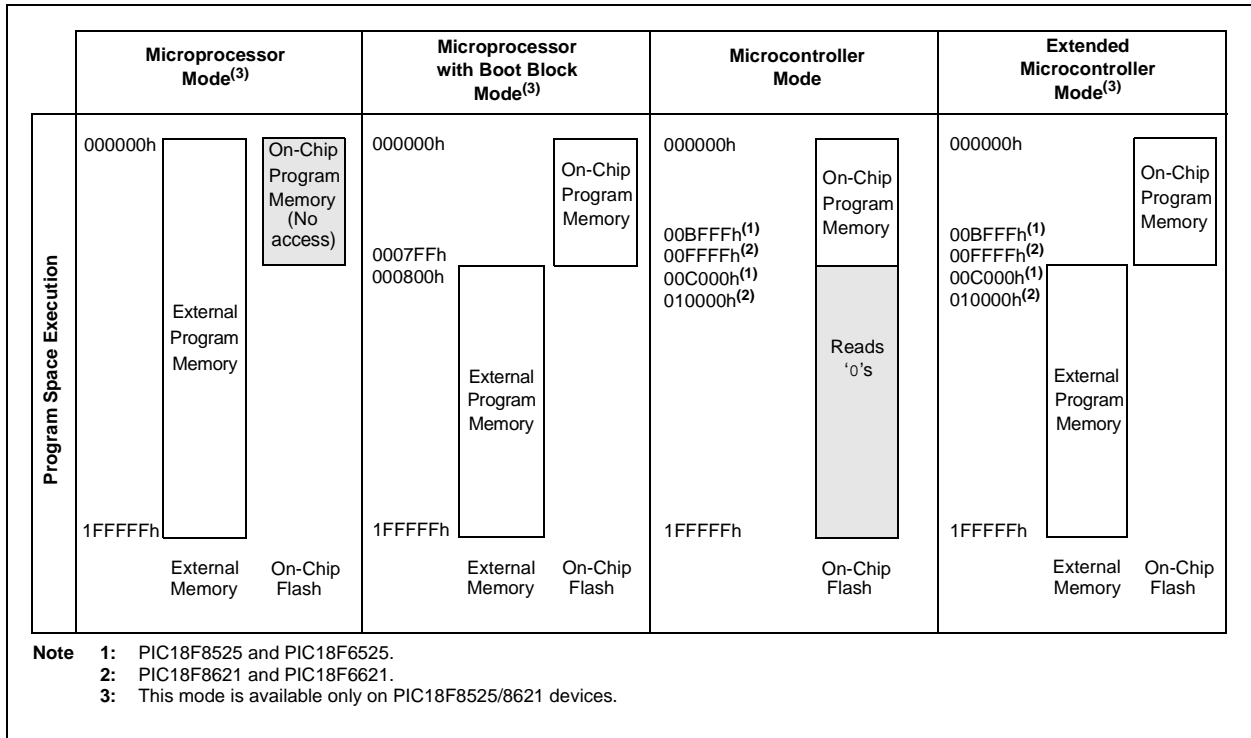 Microprocessor
Mode(3)
Microprocessor
with Boot Block
Mode(3)
Microcontroller
Mode
Extended
Microcontroller
Mode(3)
Program Space Execution
000000h
External
Program
Memory
1FFFFFh
On-Chip
Program
Memory
(No
access)
External
Memory
On-Chip
Flash
000000h
On-Chip
Program
Memory
0007FFh
000800h
External
Program
Memory
1FFFFFh
External
Memory
On-Chip
Flash
000000h
On-Chip
Program
Memory
00BFFFh(1)
00FFFFh(2)
00C000h(1)
010000h(2)
Reads
‘0’s
1FFFFFh
On-Chip
Flash
000000h
On-Chip
Program
Memory
00BFFFh(1)
00FFFFh(2)
00C000h(1)
010000h(2)
External
Program
Memory
1FFFFFh
External
Memory
On-Chip
Flash
Note 1: PIC18F8525 and PIC18F6525.
2: PIC18F8621 and PIC18F6621.
3: This mode is available only on PIC18F8525/8621 devices.